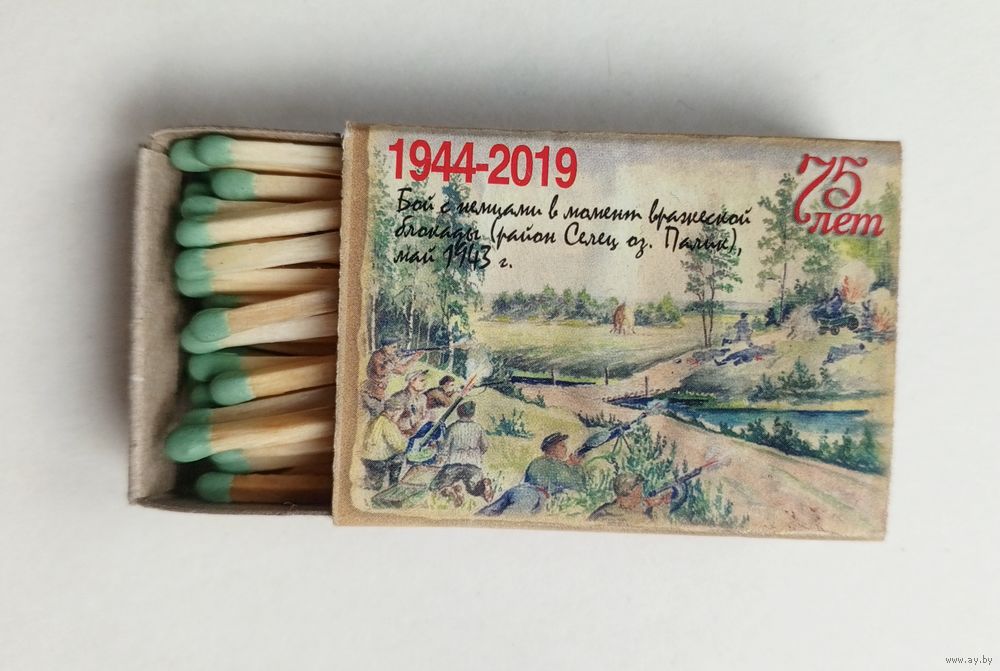 1944-2019
75
лет
Бой с немцами в момент вражеской
блокады (район Селец оз. Палик),
май 1943 г.
www.ay.by